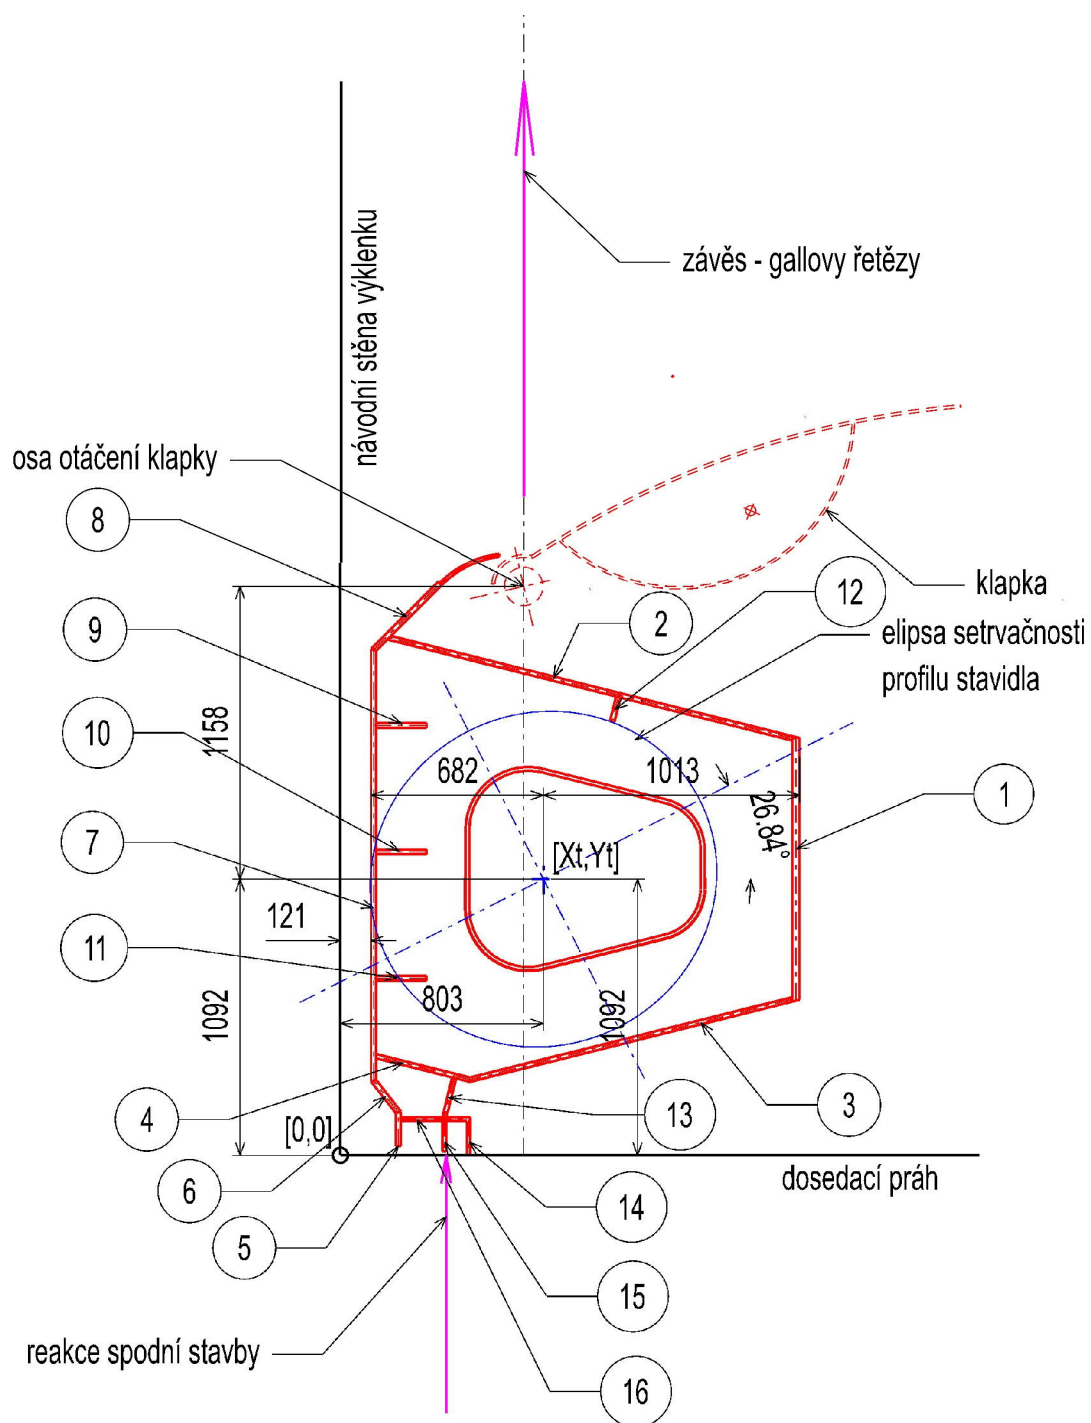 návodní stěna výklenku
závěs - gallovy řetězy
osa otáčení klapky
8
klapka
12
2
9
elipsa setrvačnosti
profilu stavidla
1158
10
682
1013
1
26.84°
7
[Xt,Yt]
121
11
803
1092
1092
4
13
3
[0,0]
dosedací práh
6
14
5
15
reakce spodní stavby
16